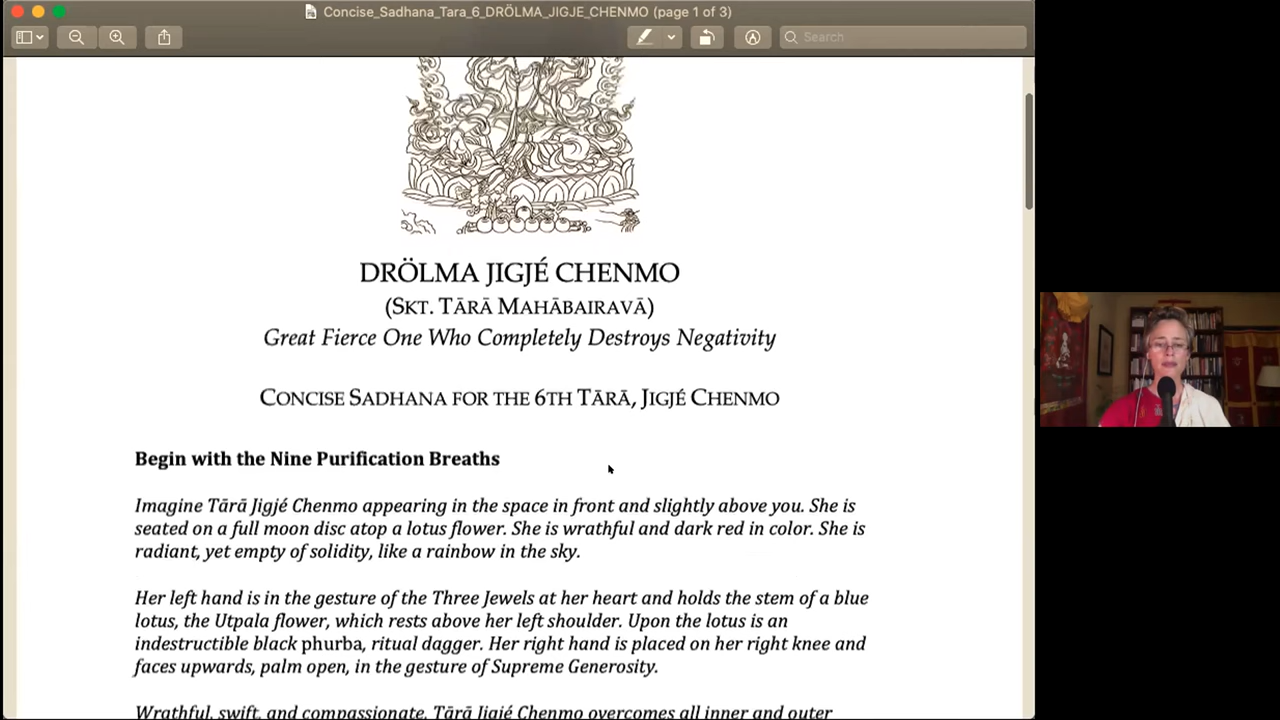 Concise_Sadhana_Tara_6_DRÖLMA_JIGJE_CHENMO (page 1 of 3)
Search
DRÖLMA JIGJÉ CHENMO
(SKT. TĀRĀ MAHĀBAIRAVĀ)
Great Fierce One Who Completely Destroys Negativity
CONCISE SADHANA FOR THE 6TH TĀRĀ, JIGJÉ CHENMO
Begin with the Nine Purification Breaths
Imagine Tārā Jigjé Chenmo appearing in the space in front and slightly above you. She is
seated on a full moon disc atop a lotus flower. She is wrathful and dark red in color. She is
radiant, yet empty of solidity, like a rainbow in the sky.
Her left hand is in the gesture of the Three Jewels at her heart and holds the stem of a blue
lotus, the Utpala flower, which rests above her left shoulder. Upon the lotus is an
indestructible black phurba, ritual dagger. Her right hand is placed on her right knee and
faces upwards, palm open, in the gesture of Supreme Generosity.
Wrathful, swift, and compassionate, Tārā Jigjé Chenmo overcomes all inner and outer